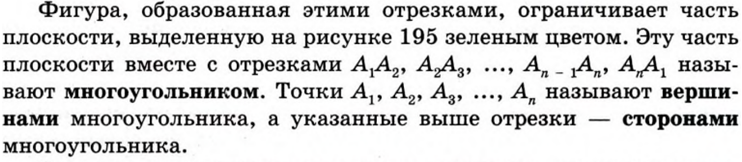 Фигура, образованная этими отрезками, ограничивает часть
плоскости, выделенную на рисунке 195 зеленым цветом. Эту часть
плоскости вместе с отрезками A₁A₂, A₂A₃, ..., Aₙ ₋ ₁Aₙ, AₙA₁ назы-
вают многоугольником. Точки A₁, A₂, A₃, ..., Aₙ называют верши-
нами многоугольника, а указанные выше отрезки — сторонами
многоугольника.